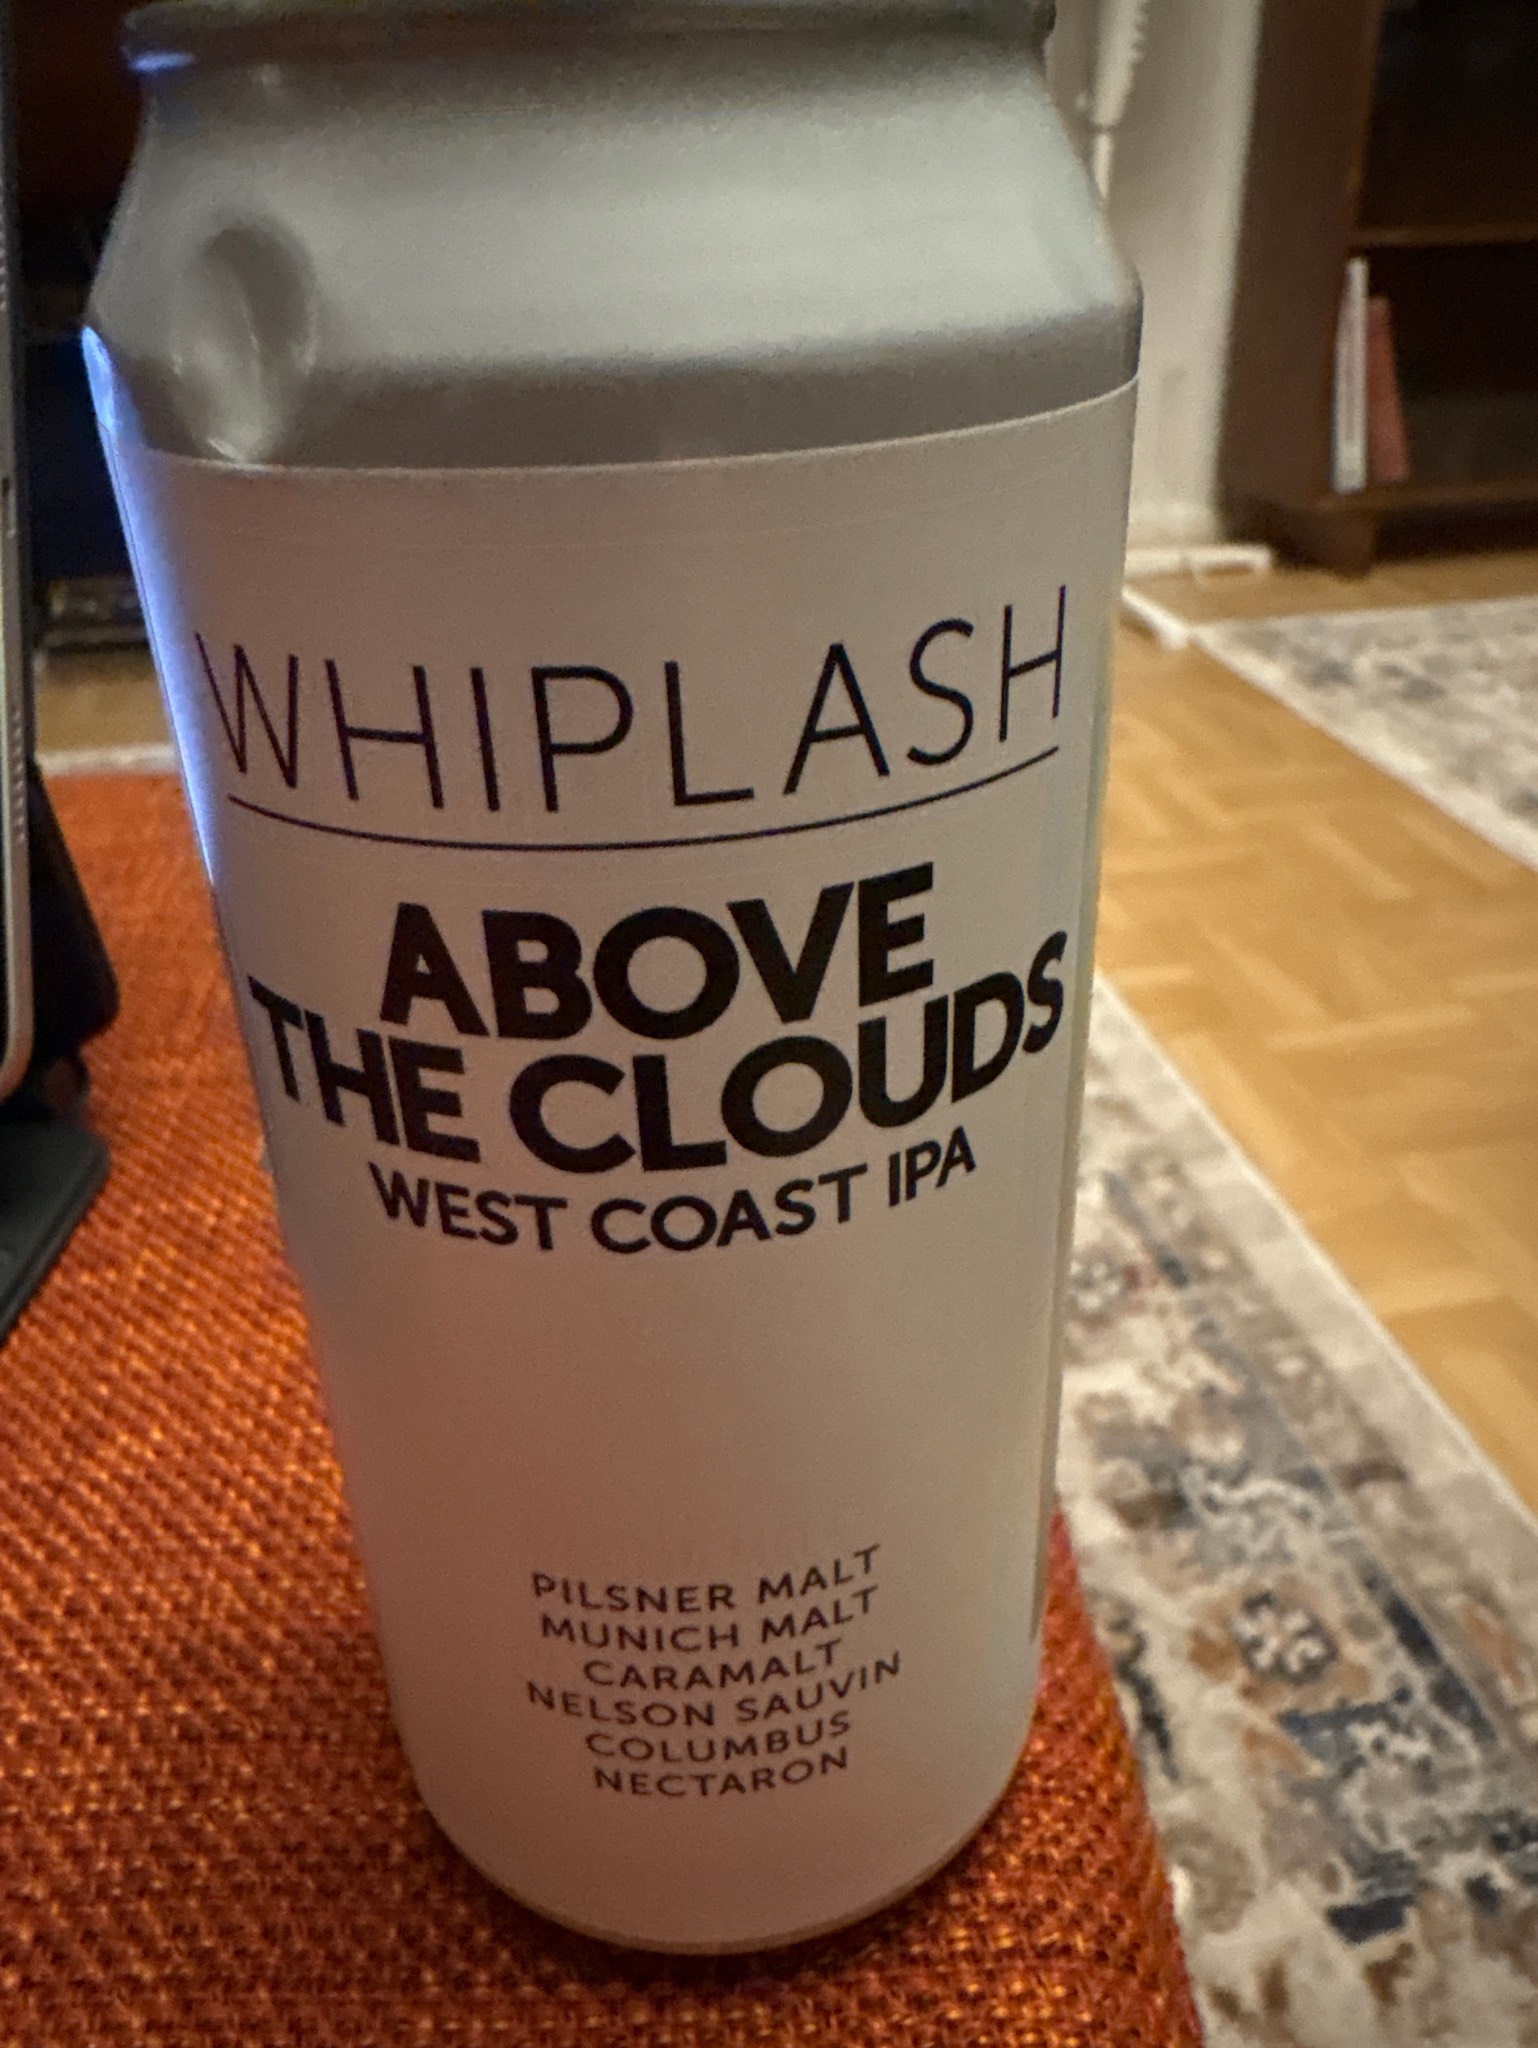 WHIPLASH
ABOVE
THE CLOUDS
WEST COAST IPA
PILSNER MALT
MUNICH MALT
CARAMALT
NELSON SAUVIN
COLUMBUS
NECTARON